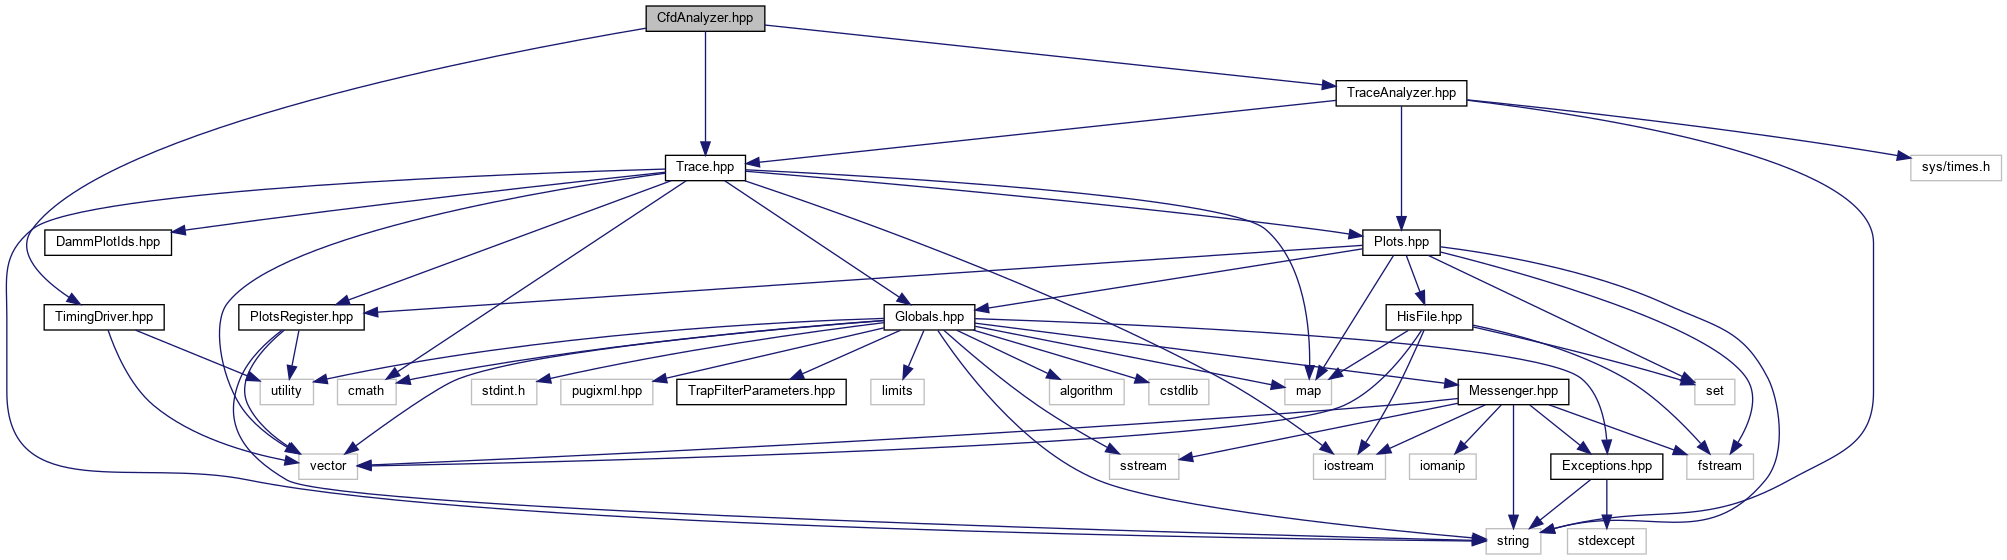 CfdAnalyzer.hpp
TraceAnalyzer.hpp
Trace.hpp
sys/times.h
DammPlotIds.hpp
Plots.hpp
TimingDriver.hpp
PlotsRegister.hpp
Globals.hpp
HisFile.hpp
utility
cmath
stdint.h
pugixml.hpp
TrapFilterParameters.hpp
limits
algorithm
cstdlib
map
Messenger.hpp
set
vector
sstream
iostream
iomanip
Exceptions.hpp
fstream
string
stdexcept